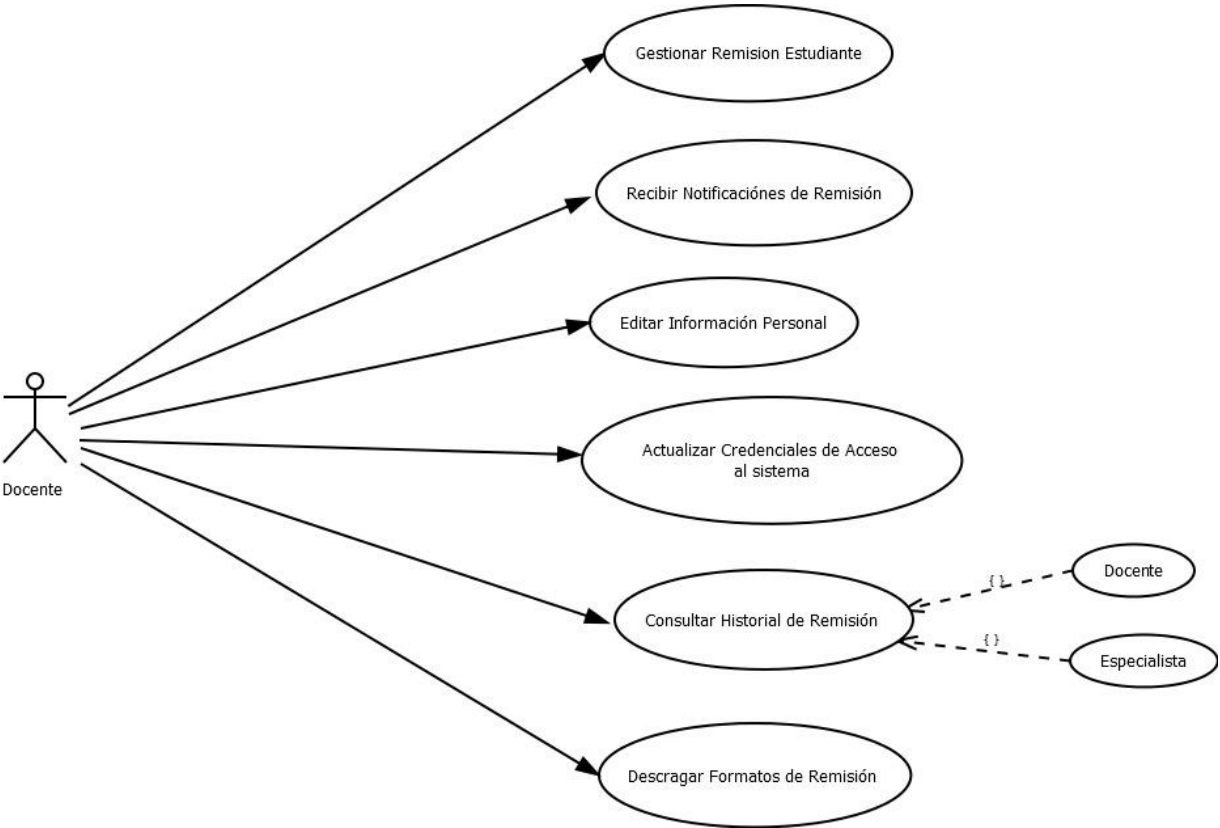 Gestionar Remision Estudiante
Recibir Notificaciónes de Remisión
Editar Información Personal
Actualizar Credenciales de Acceso
al sistema
Docente
Consultar Historial de Remisión
{ }
Docente
{ }
Especialista
Descragar Formatos de Remisión